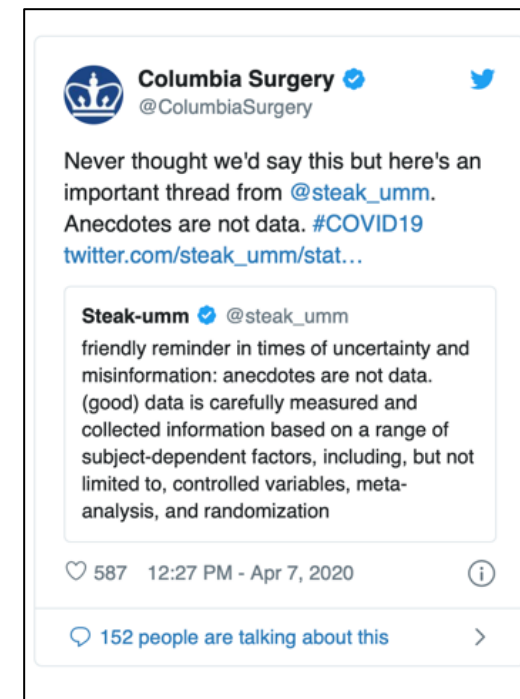 Columbia Surgery
@ColumbiaSurgery
Never thought we'd say this but here's an
important thread from @steak_umm.
Anecdotes are not data. #COVID19
twitter.com/steak_umm/stat…
Steak-umm @steak_umm
friendly reminder in times of uncertainty and
misinformation: anecdotes are not data.
(good) data is carefully measured and
collected information based on a range of
subject-dependent factors, including, but not
limited to, controlled variables, meta-
analysis, and randomization
587 12:27 PM - Apr 7, 2020
152 people are talking about this